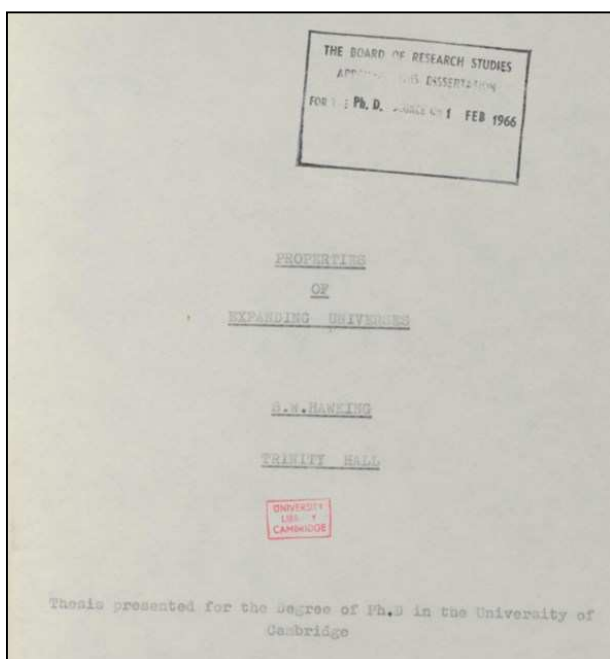 THE BOARD OF RESEARCH STUDIES
DISSERTATION
FOR Ph. D. 1 FEB 1966
PROPERTIES
OF
EXPANDING UNIVERSES
S.W.HAWKING
TRINITY HALL
UNIVERSITY
CAMBRIDGE
Thesis presented for the Degree of Ph.D in the University of
Cambridge